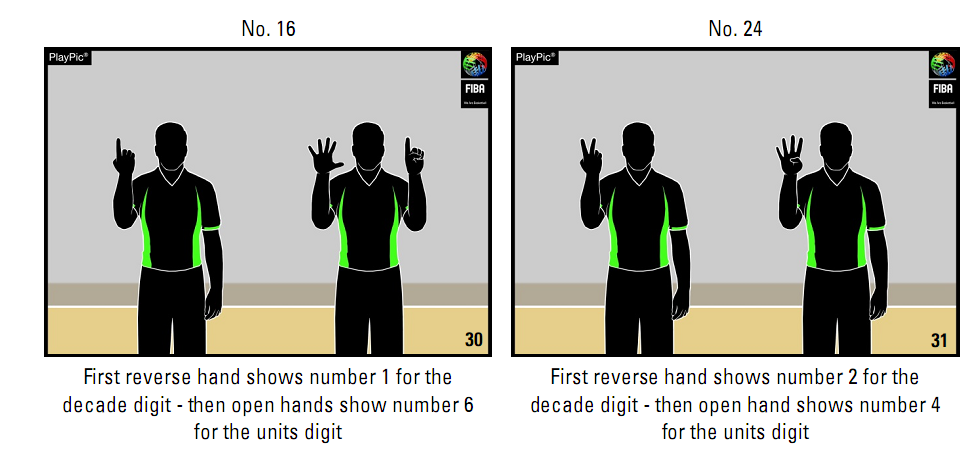 No. 16
No. 24
PlayPic®
FIBA
30
PlayPic®
FIBA
31
First reverse hand shows number 1 for the
decade digit - then open hands show number 6
for the units digit
First reverse hand shows number 2 for the
decade digit - then open hand shows number 4
for the units digit